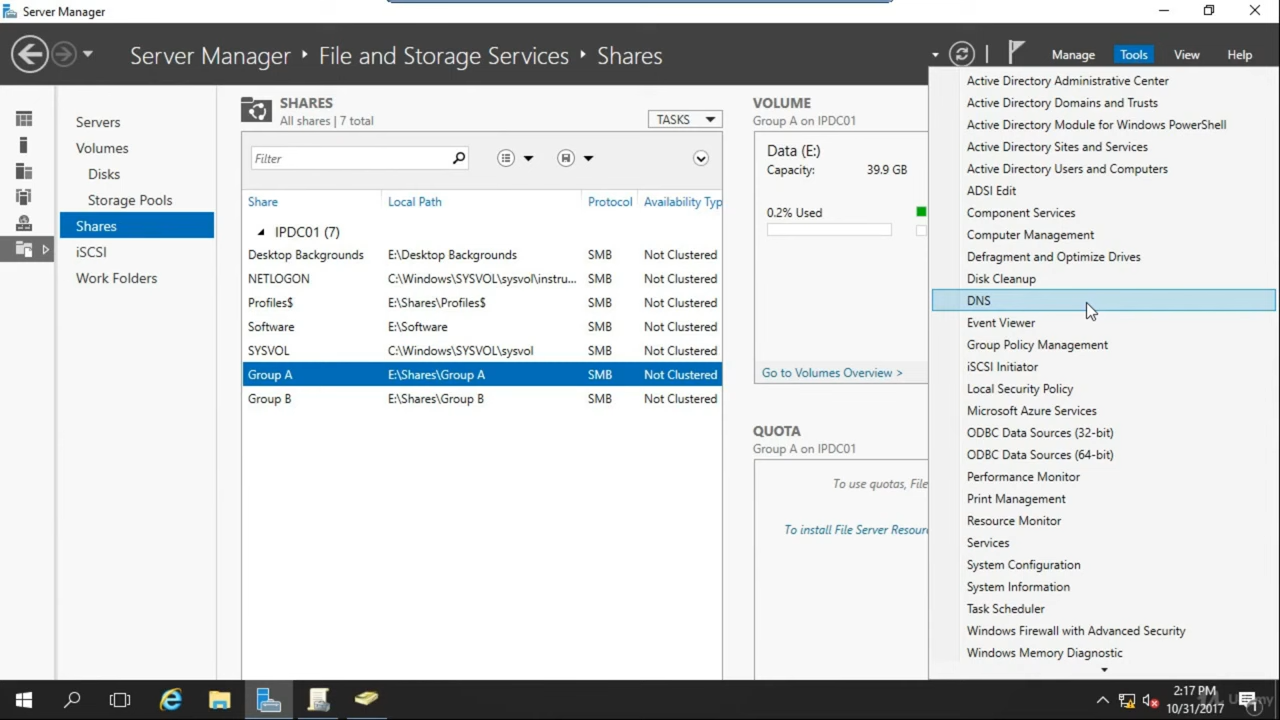 Server Manager
Server Manager ‣ File and Storage Services ‣ Shares
Manage
Tools
View
Help
Servers
Volumes
Disks
Storage Pools
Shares
iSCSI
Work Folders
SHARES
All shares | 7 total
TASKS
Filter
Share Local Path Protocol Availability Typ
IPDC01 (7)
Desktop Backgrounds E:\Desktop Backgrounds SMB Not Clustered
NETLOGON C:\Windows\SYSVOL\sysvol\instru... SMB Not Clustered
Profiles$ E:\Shares\Profiles$ SMB Not Clustered
Software E:\Software SMB Not Clustered
SYSVOL C:\Windows\SYSVOL\sysvol SMB Not Clustered
Group A E:\Shares\Group A SMB Not Clustered
Group B E:\Shares\Group B SMB Not Clustered
VOLUME
Group A on IPDC01
Data (E:)
Capacity: 39.9 GB
0.2% Used
Go to Volumes Overview >
QUOTA
Group A on IPDC01
To use quotas, File
To install File Server Resour
Active Directory Administrative Center
Active Directory Domains and Trusts
Active Directory Module for Windows PowerShell
Active Directory Sites and Services
Active Directory Users and Computers
ADSI Edit
Component Services
Computer Management
Defragment and Optimize Drives
Disk Cleanup
DNS
Event Viewer
Group Policy Management
iSCSI Initiator
Local Security Policy
Microsoft Azure Services
ODBC Data Sources (32-bit)
ODBC Data Sources (64-bit)
Performance Monitor
Print Management
Resource Monitor
Services
System Configuration
System Information
Task Scheduler
Windows Firewall with Advanced Security
Windows Memory Diagnostic
2:17 PM
10/31/2017
Udemy
1